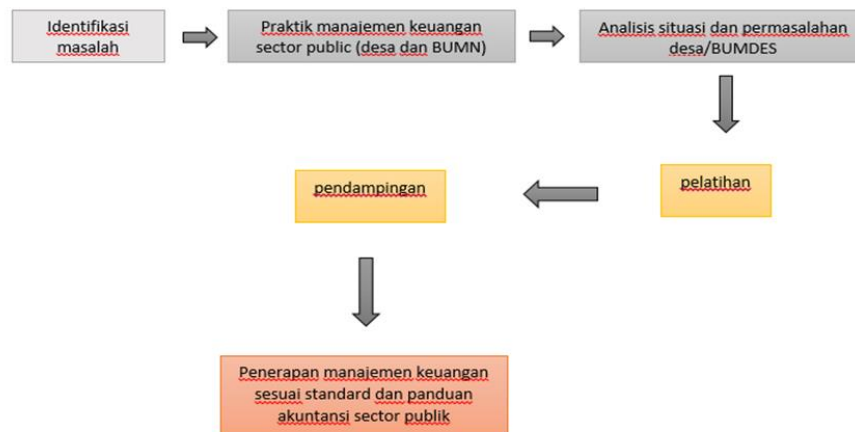 Identifikasi
masalah
Praktik manajemen keuangan
sector public (desa dan BUMN)
Analisis situasi dan permasalahan
desa/BUMDES
pelatihan
pendampingan
Penerapan manajemen keuangan
sesuai standard dan panduan
akuntansi sector publik